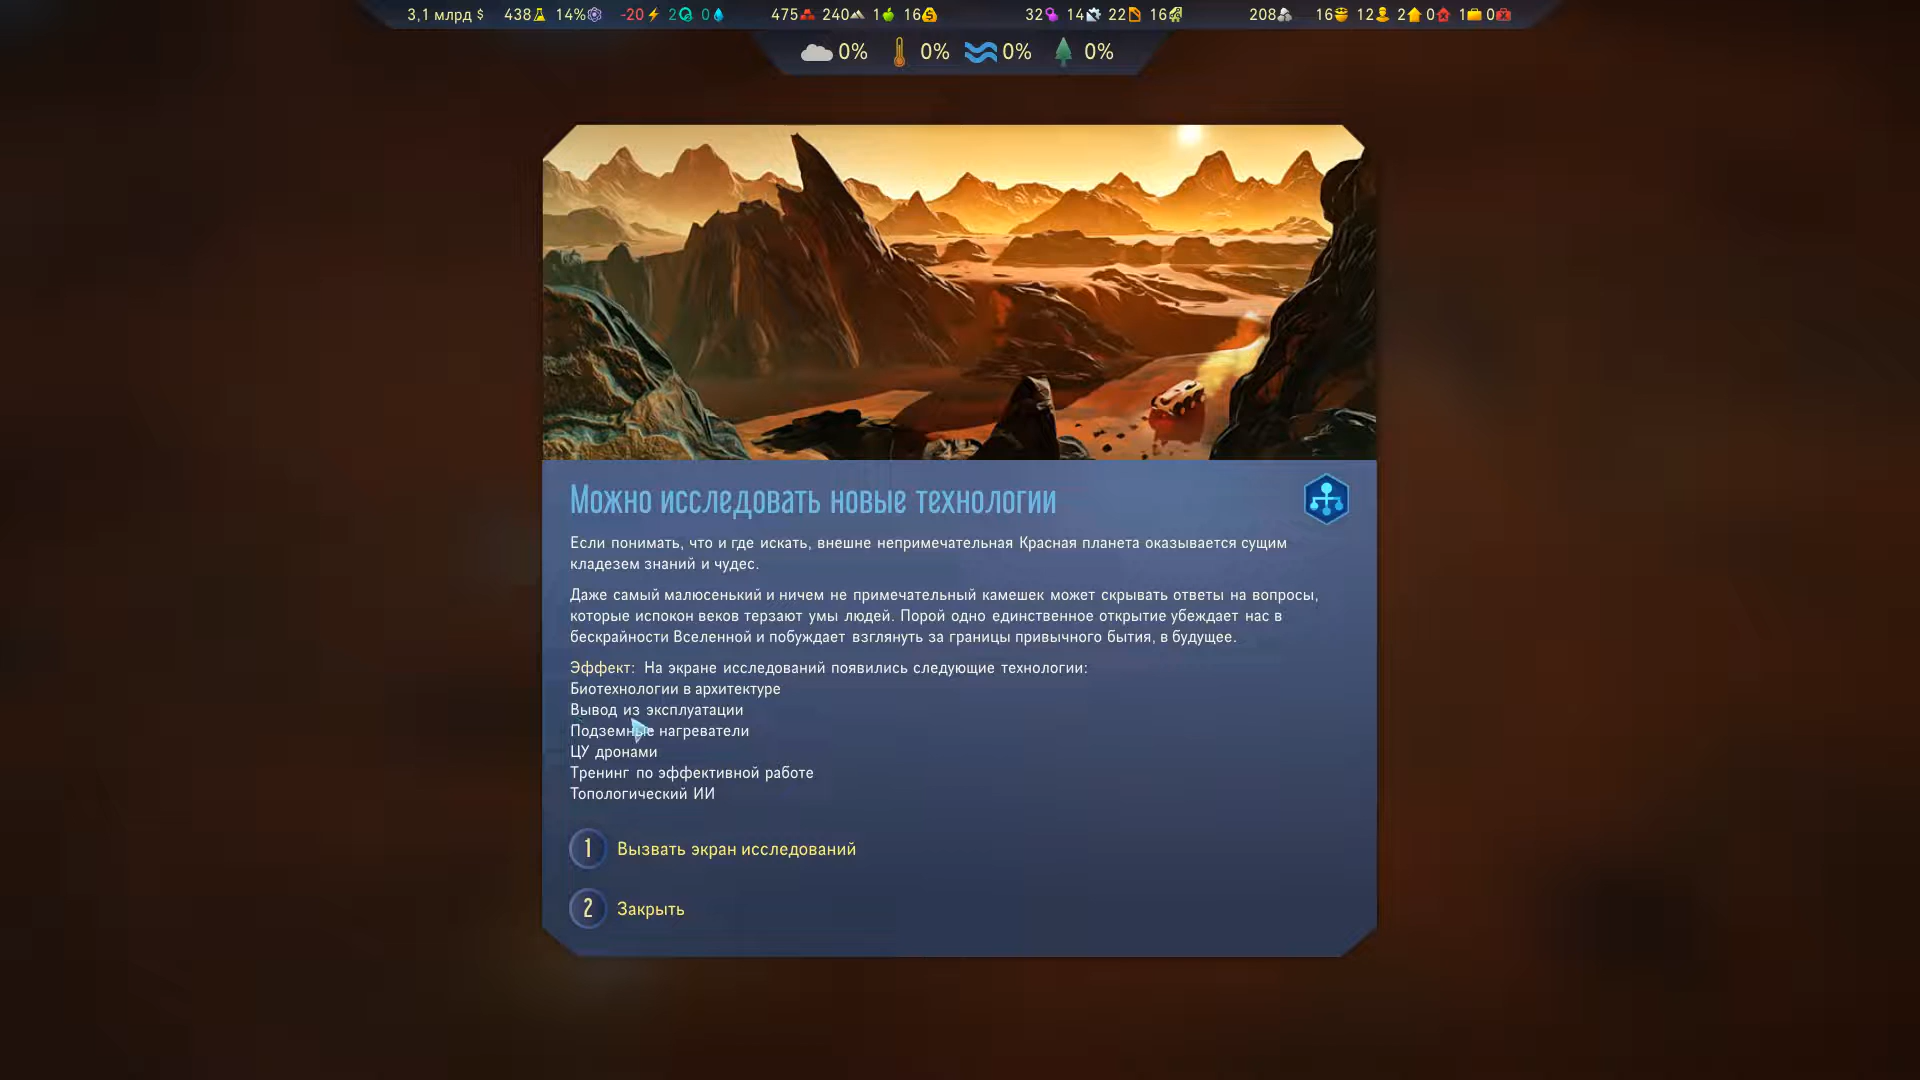 3,1 млрд $ 438 14% -20 2 0 475 240 1 16 32 14 22 16 208 16 12 2 0 1 0
0% 0% 0% 0%
Можно исследовать новые технологии
Если понимать, что и где искать, внешне непримечательная Красная планета оказывается сущим
кладезем знаний и чудес.
Даже самый малюсенький и ничем не примечательный камешек может скрывать ответы на вопросы,
которые испокон веков терзают умы людей. Порой одно единственное открытие убеждает нас в
бескрайности Вселенной и побуждает взглянуть за границы привычного бытия, в будущее.
Эффект: На экране исследований появились следующие технологии:
Биотехнологии в архитектуре
Вывод из эксплуатации
Подземные нагреватели
ЦУ дронами
Тренинг по эффективной работе
Топологический ИИ
1 Вызвать экран исследований
2 Закрыть